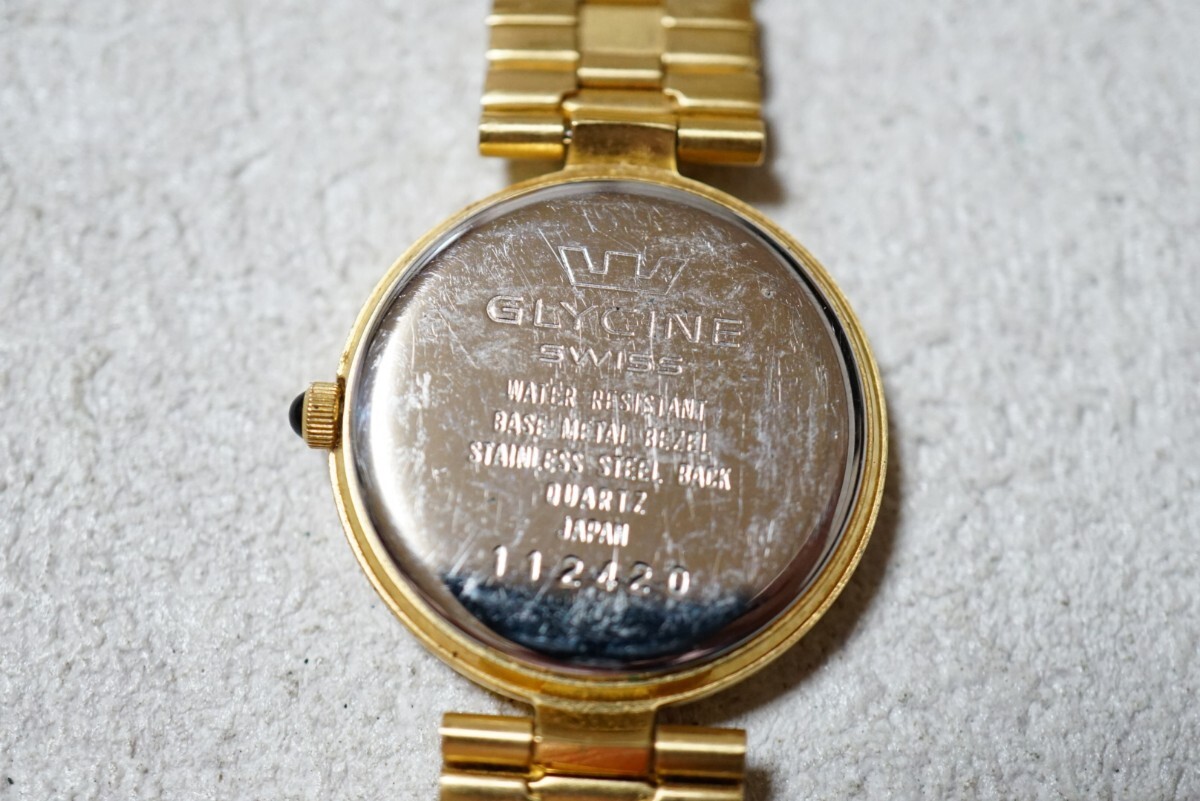 GLYCINE
SWISS
WATER RESISTANT
BASE METAL BEZEL
STAINLESS STEEL BACK
QUARTZ
JAPAN
112420